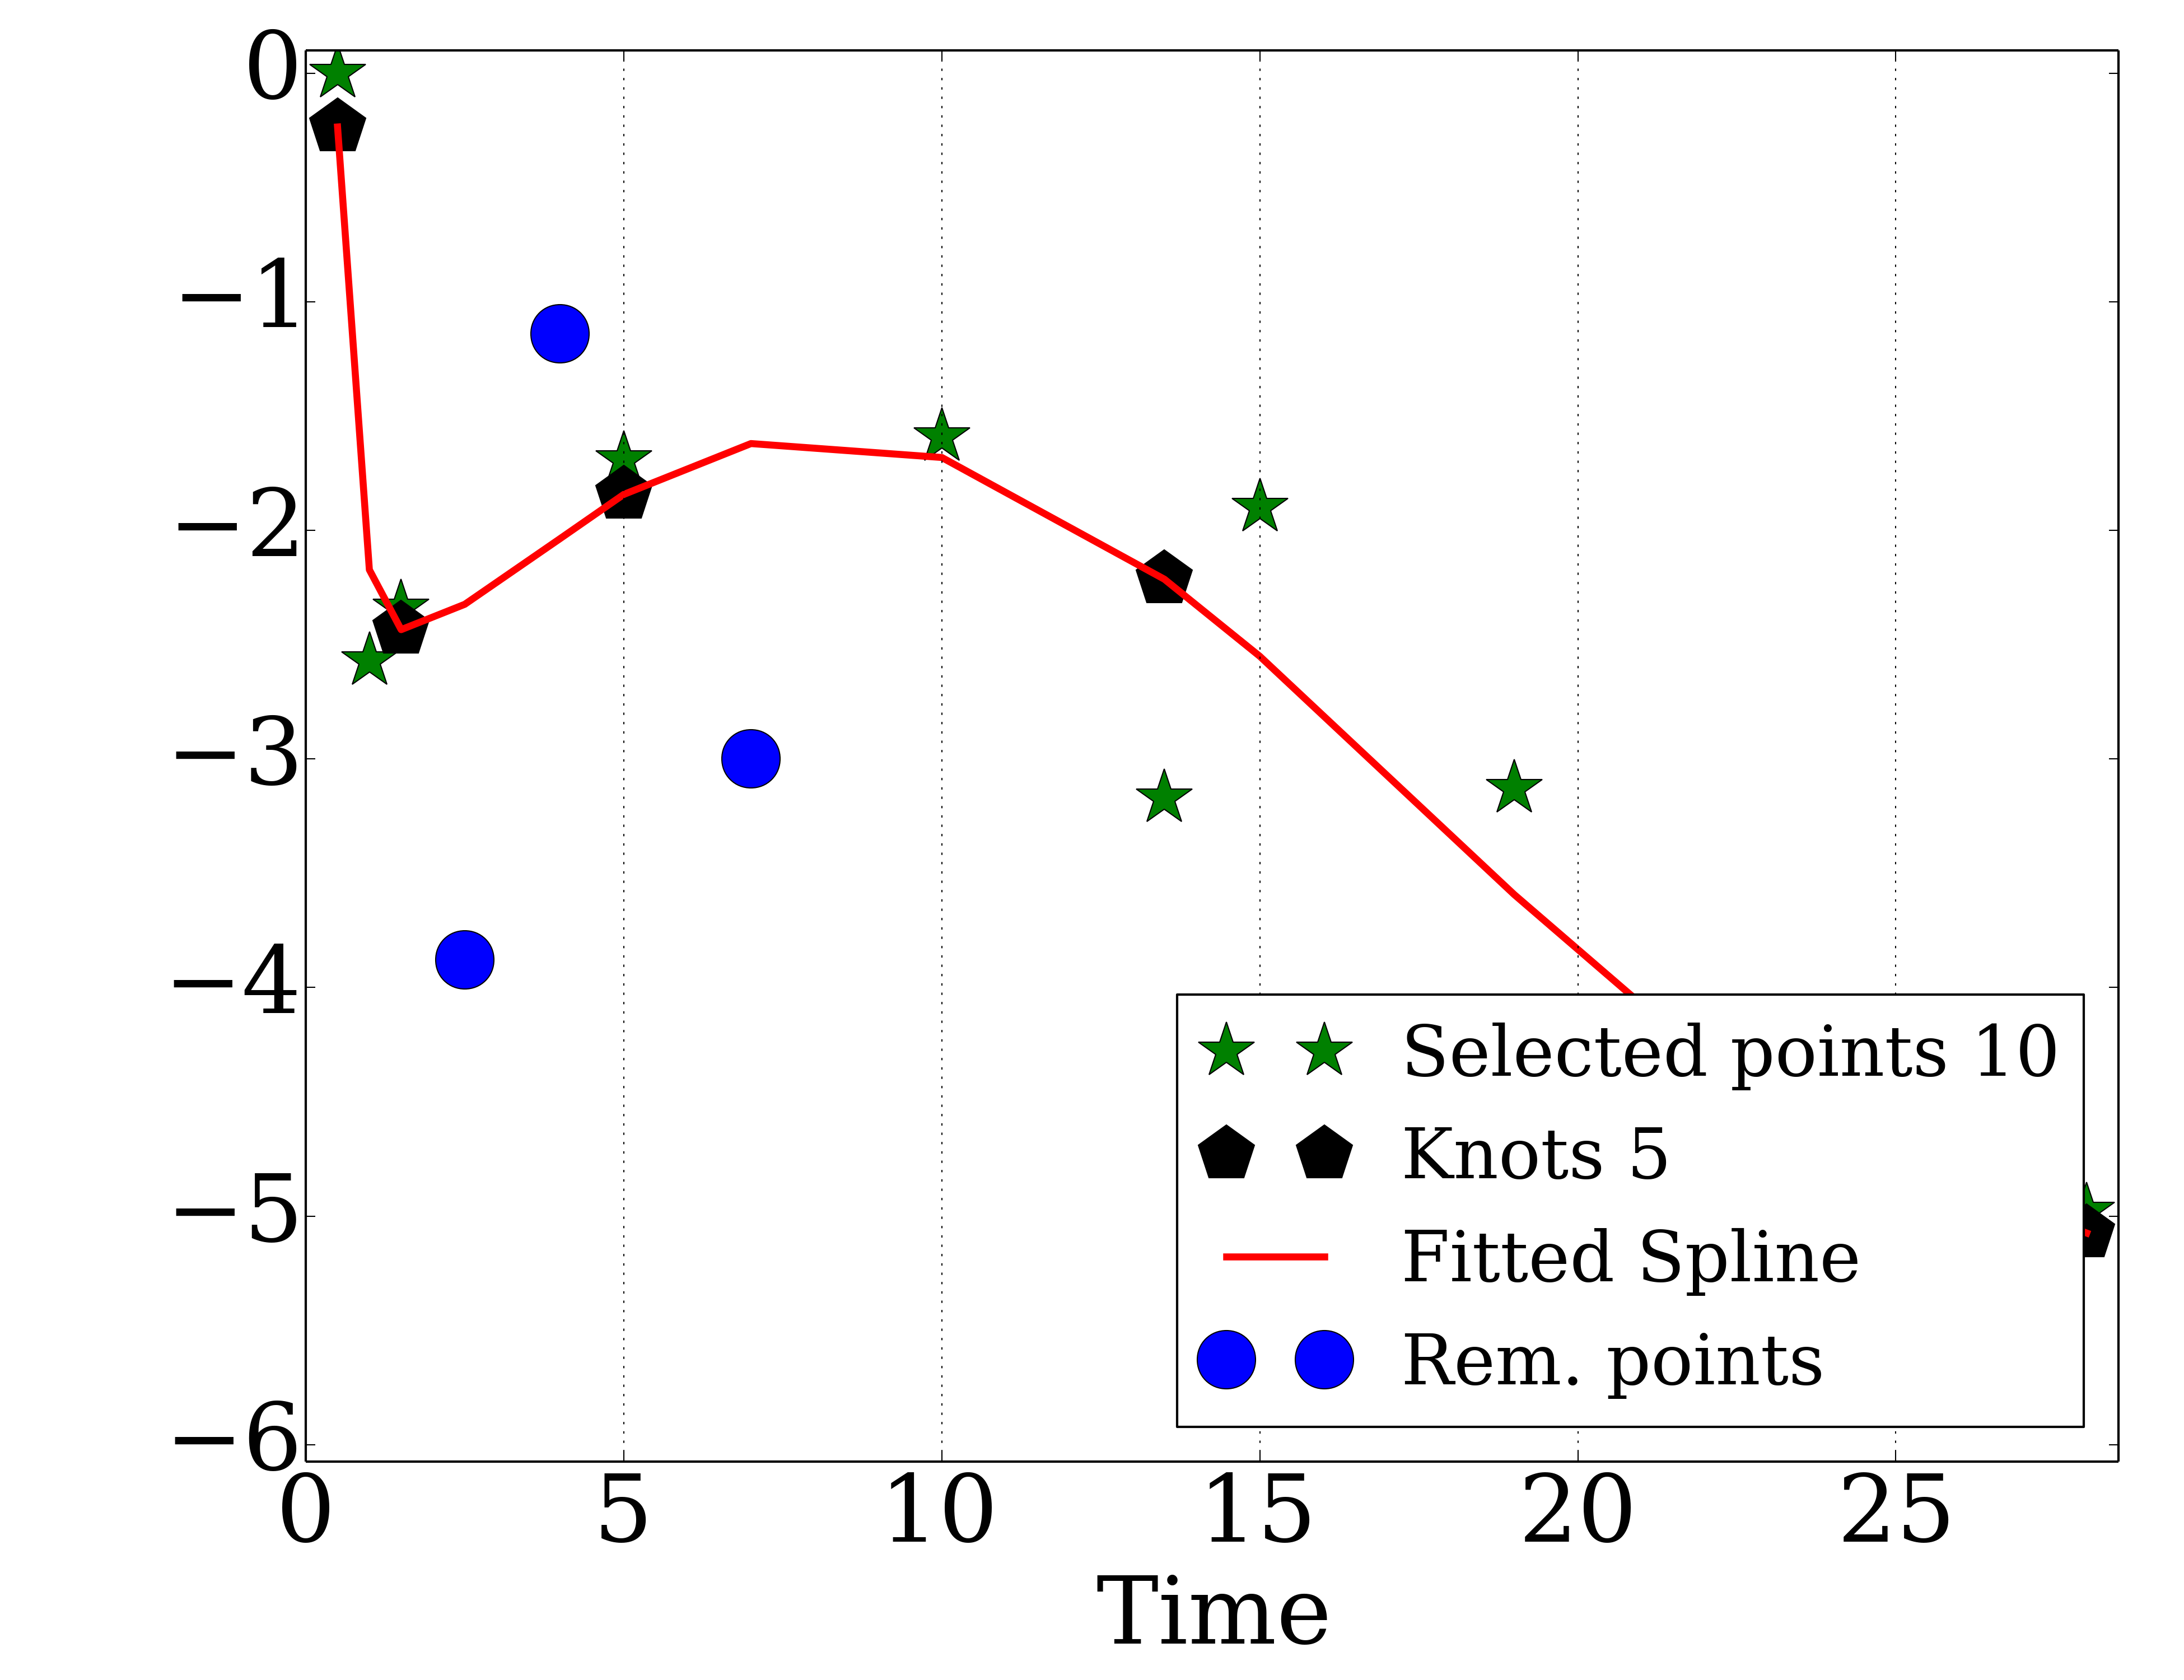 0
−1
−2
−3
−4
−5
−6
0 5 10 15 20 25
Time
Selected points 10
Knots 5
Fitted Spline
Rem. points